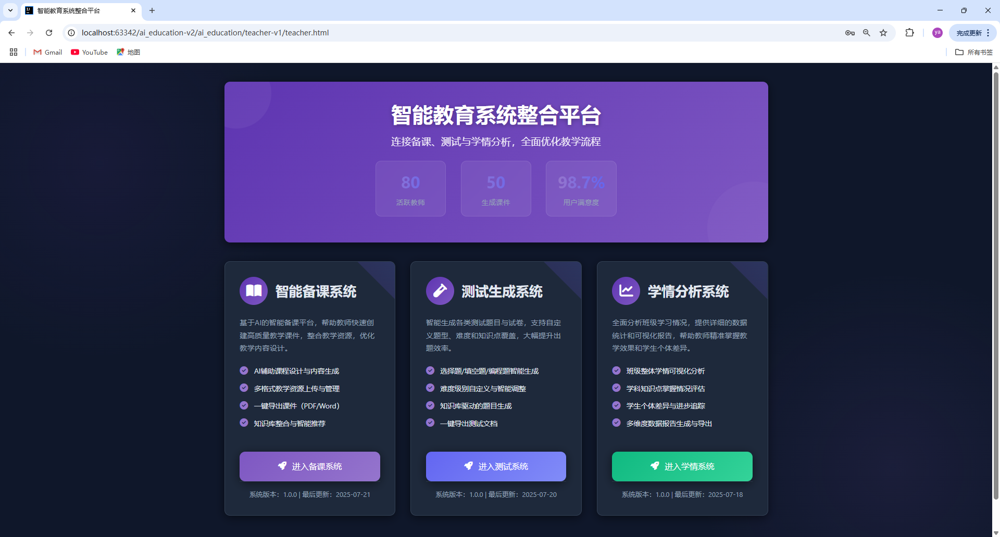 智能教育系统整合平台
localhost:63342/ai_education-v2/ai_education/teacher-v1/teacher.html
ya
完成更新
Gmail
YouTube
地图
所有书签
智能教育系统整合平台
连接备课、测试与学情分析，全面优化教学流程
80
活跃教师
50
生成课件
98.7%
用户满意度
智能备课系统
基于AI的智能备课平台，帮助教师快速创
建高质量教学课件，整合教学资源，优化
教学内容设计。
AI辅助课程设计与内容生成
多格式教学资源上传与管理
一键导出课件（PDF/Word）
知识库整合与智能推荐
进入备课系统
系统版本：1.0.0 | 最后更新：2025-07-21
测试生成系统
智能生成各类测试题目与试卷，支持自定
义题型、难度和知识点覆盖，大幅提升出
题效率。
选择题/填空题/编程题智能生成
难度级别自定义与智能调整
知识库驱动的题目生成
一键导出测试文档
进入测试系统
系统版本：1.0.0 | 最后更新：2025-07-20
学情分析系统
全面分析班级学习情况，提供详细的数据
统计和可视化报告，帮助教师精准掌握教
学效果和学生个体差异。
班级整体学情可视化分析
学科知识点掌握情况评估
学生个体差异与进步追踪
多维度数据报告生成与导出
进入学情系统
系统版本：1.0.0 | 最后更新：2025-07-18